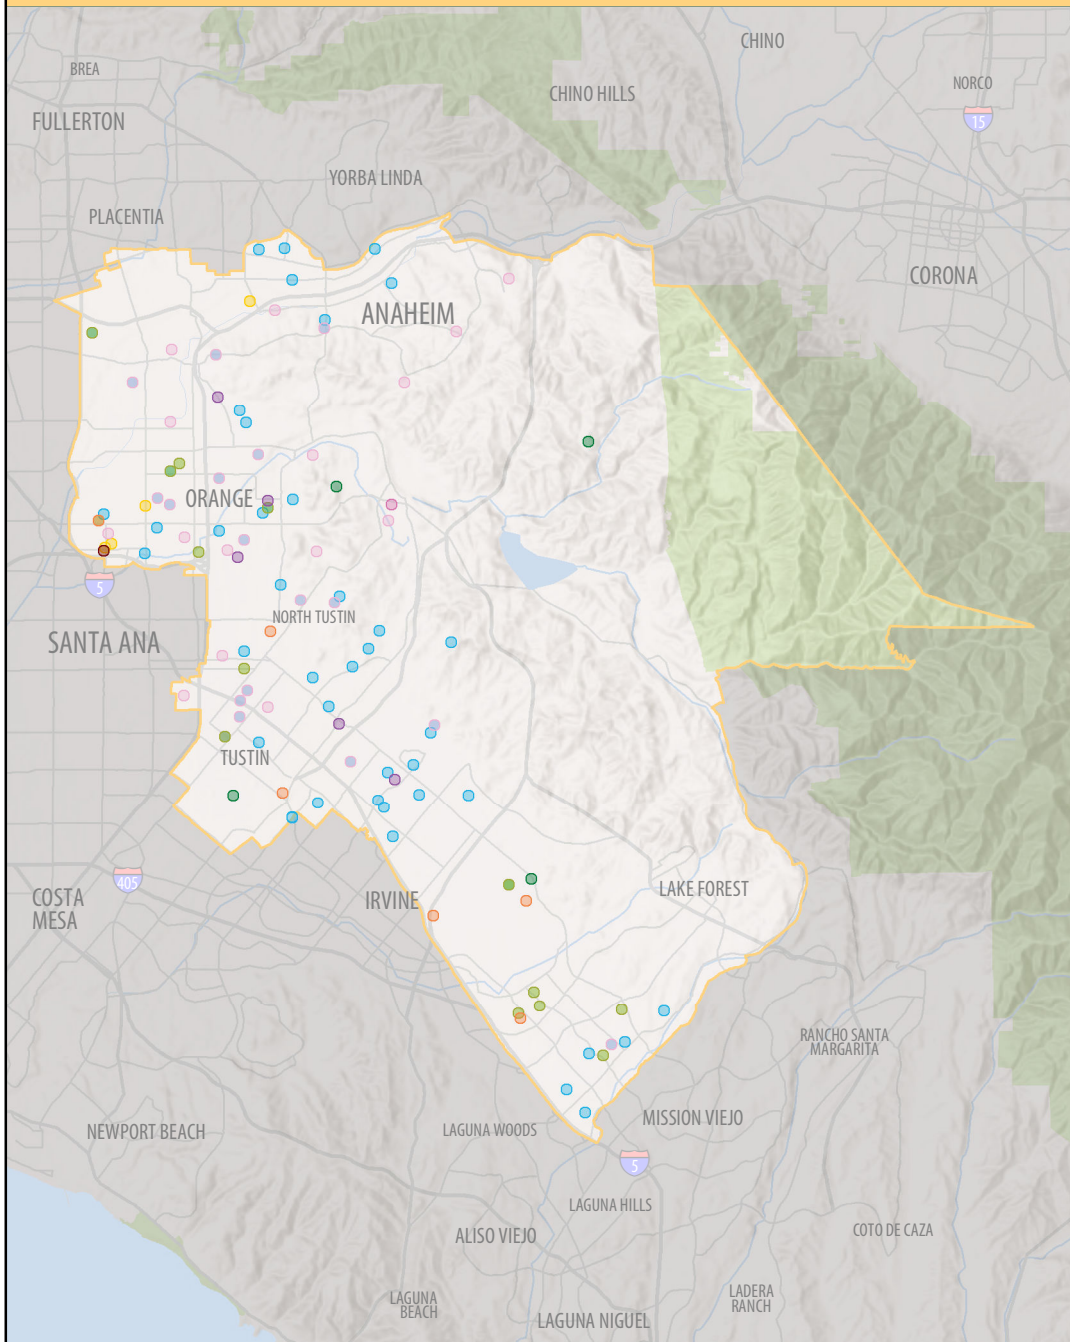 CHINO
BREA
NORCO
CHINO HILLS
FULLERTON
15
YORBA LINDA
PLACENTIA
CORONA
ANAHEIM
ORANGE
5
NORTH TUSTIN
SANTA ANA
TUSTIN
405
LAKE FOREST
COSTA
MESA
IRVINE
RANCHO SANTA
MARGARITA
MISSION VIEJO
NEWPORT BEACH
LAGUNA WOODS
5
LAGUNA HILLS
COTO DE CAZA
ALISO VIEJO
LAGUNA
BEACH
LADERA
RANCH
LAGUNA NIGUEL